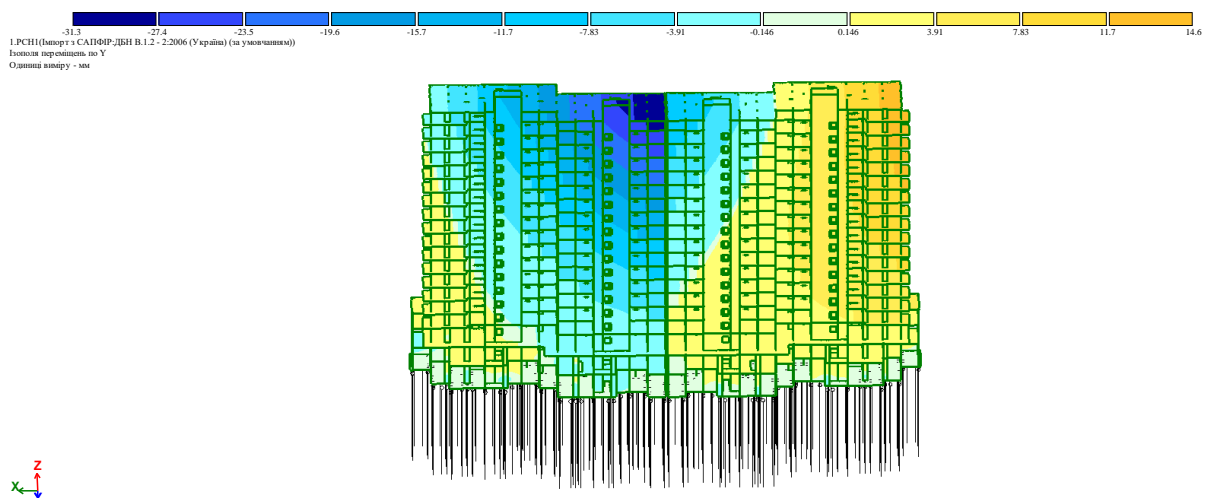 -31.3 -27.4 -23.5 -19.6 -15.7 -11.7 -7.83 -3.91 -0.146 0.146 3.91 7.83 11.7 14.6
1.РСН1(Імпорт з САПФІР:ДБН В.1.2 - 2:2006 (Україна) (за умовчанням))
Ізополя переміщень по Y
Одиниці виміру - мм
Z
X